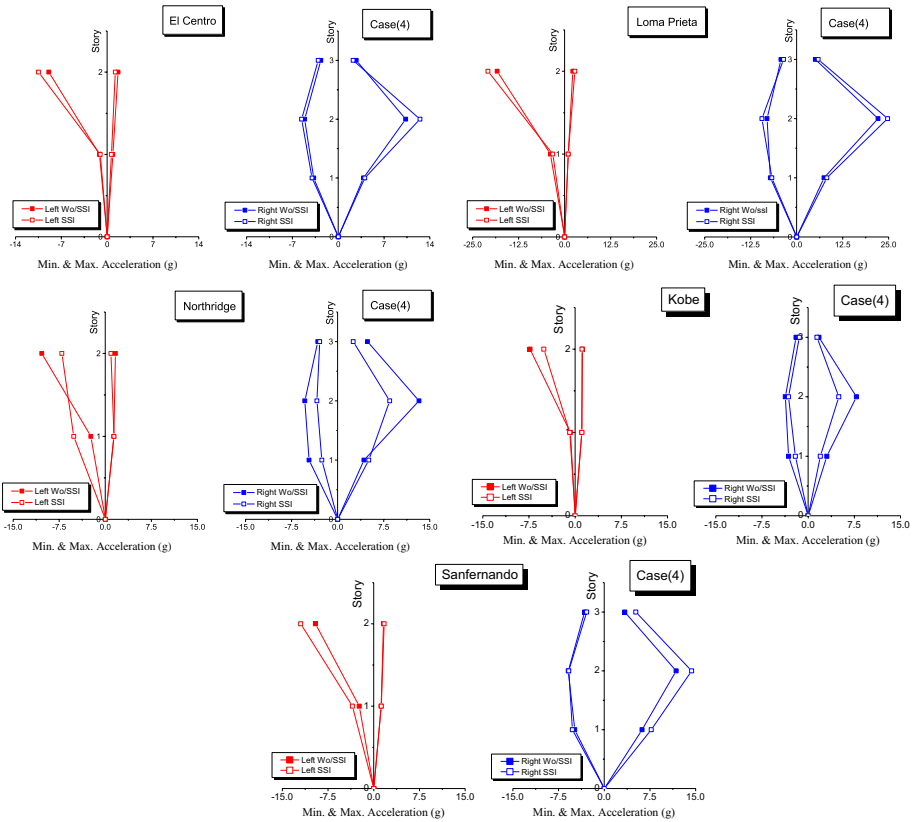 El Centro
Case(4)
Story
2
1
0
Left Wo/SSI
Left SSI
-14 -7 0 7 14
Min. & Max. Acceleration (g)
Story
3
2
1
0
Right Wo/SSI
Right SSI
-14 -7 0 7 14
Min. & Max. Acceleration (g)
Loma Prieta
Case(4)
Story
2
1
0
Left Wo/SSI
Left SSI
-25.0 -12.5 0.0 12.5 25.0
Min. & Max. Acceleration (g)
Story
3
2
1
0
Right Wo/ssI
Right SSI
-25.0 -12.5 0.0 12.5 25.0
Min. & Max. Acceleration (g)
Northridge
Case(4)
Story
2
1
0
Left Wo/SSI
Left SSI
-15.0 -7.5 0.0 7.5 15.0
Min. & Max. Acceleration (g)
Story
3
2
1
0
Right Wo/SSI
Right SSI
-15.0 -7.5 0.0 7.5 15.0
Min. & Max. Acceleration (g)
Kobe
Case(4)
Story
2
1
0
Left Wo/SSI
Left SSI
-15.0 -7.5 0.0 7.5 15.0
Min. & Max. Acceleration (g)
Story
3
2
1
0
Right Wo/SSI
Right SSI
-15.0 -7.5 0.0 7.5 15.0
Min. & Max. Acceleration (g)
Sanfernando
Case(4)
Story
2
1
0
Left Wo/SSI
Left SSI
-15.0 -7.5 0.0 7.5 15.0
Min. & Max. Acceleration (g)
Story
3
2
1
0
Right Wo/SSI
Right SSI
-15.0 -7.5 0.0 7.5 15.0
Min. & Max. Acceleration (g)